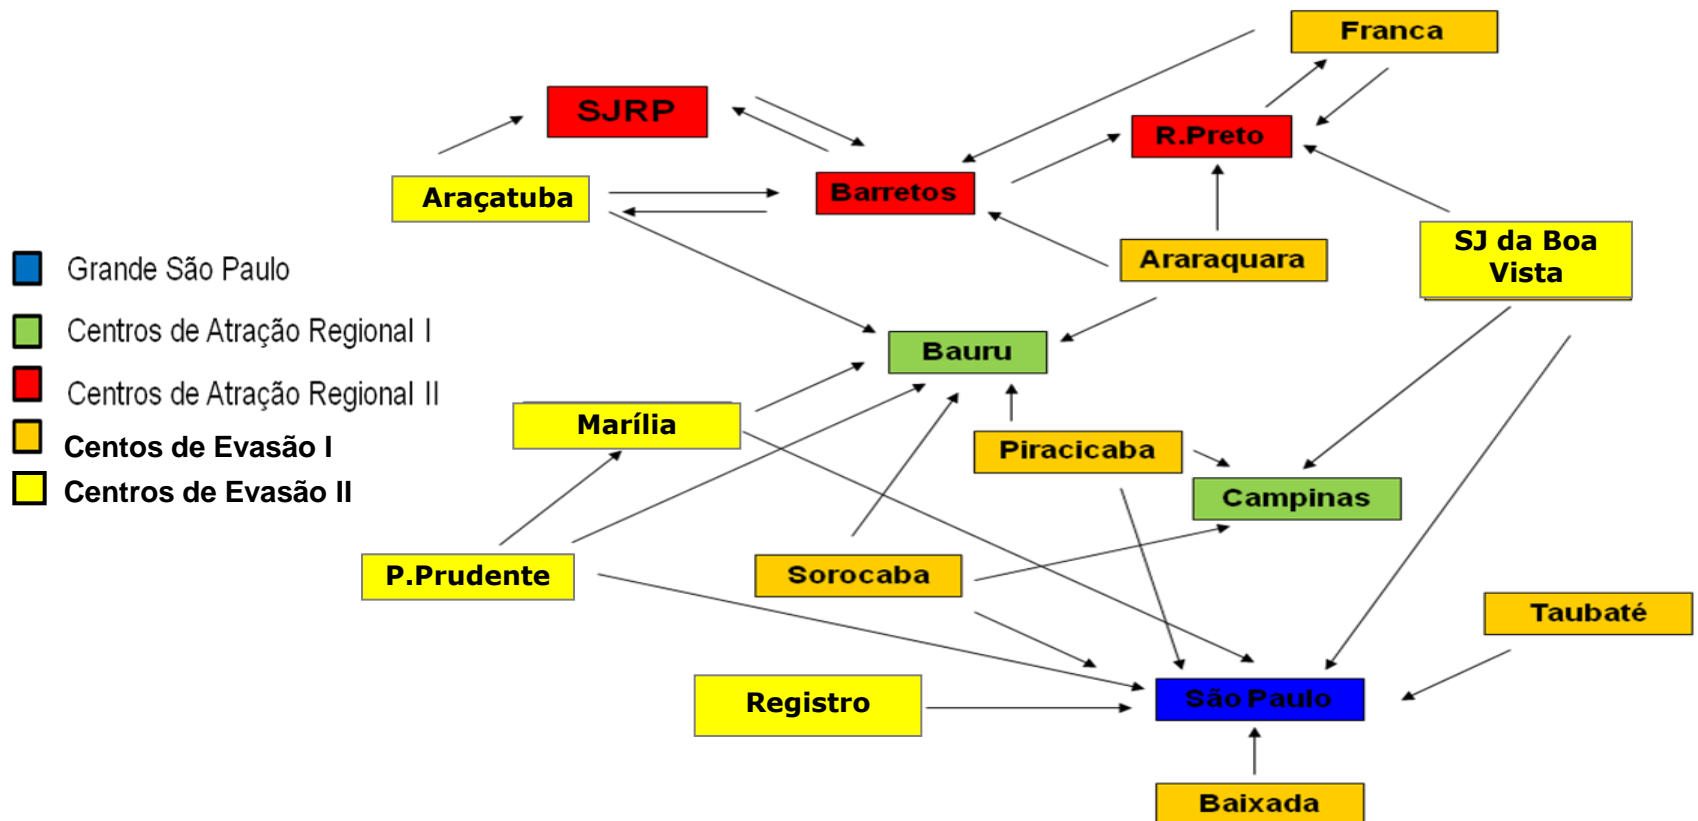 Franca
SJRP
R.Preto
Araçatuba
Barretos
SJ da Boa
Vista
Araraquara
Grande São Paulo
Centros de Atração Regional I
Bauru
Centros de Atração Regional II
Marília
Centos de Evasão I
Piracicaba
Centros de Evasão II
Campinas
P.Prudente
Sorocaba
Taubaté
Registro
São Paulo
Baixada